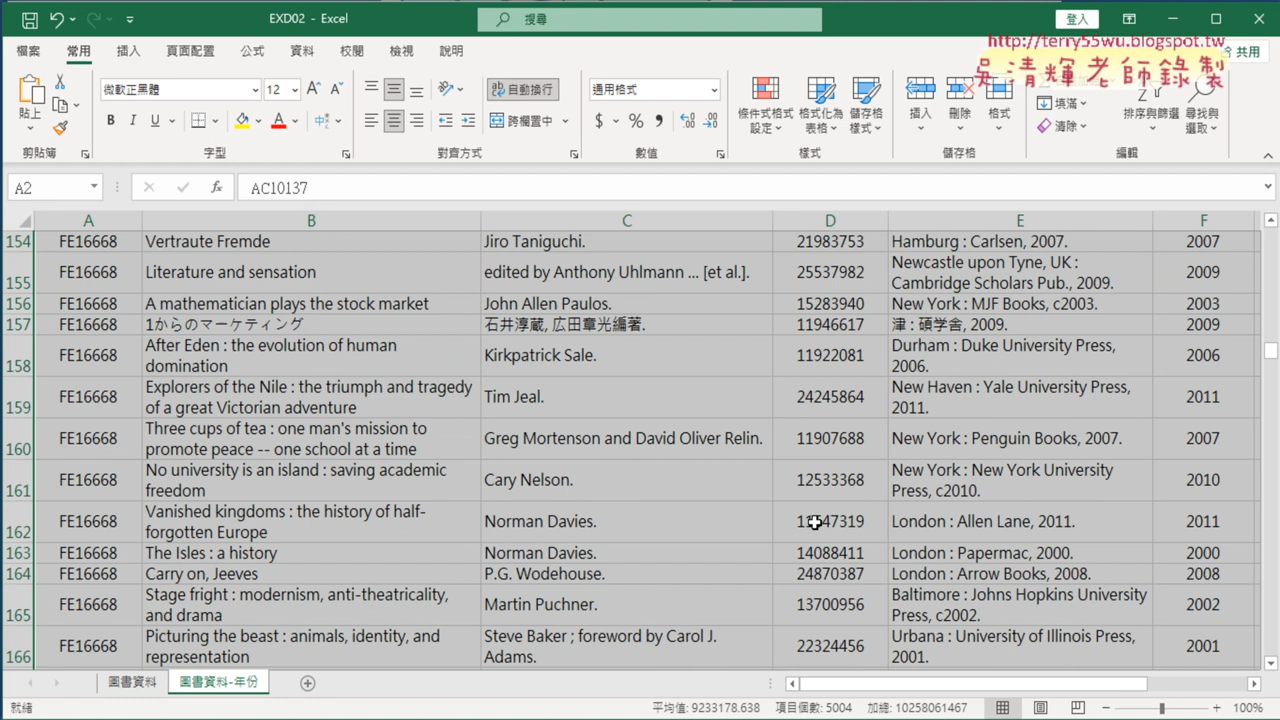 EXD02 - Excel
搜尋
登入
檔案 常用 插入 頁面配置 公式 資料 校閱 檢視 說明
http://terry55wu.blogspot.tw
共用
吳清輝老師錄製
貼上
微軟正黑體 12
自動換行
通用格式
B I U
跨欄置中
條件式格式設定
格式化為表格
儲存格樣式
插入 刪除 格式
填滿
清除
排序與篩選
尋找與選取
剪貼簿 字型 對齊方式 數值 樣式 儲存格 編輯
A2 fx AC10137
A B C D E F
154 FE16668 Vertraute Fremde Jiro Taniguchi. 21983753 Hamburg : Carlsen, 2007. 2007
155 FE16668 Literature and sensation edited by Anthony Uhlmann ... [et al.]. 25537982 Newcastle upon Tyne, UK : Cambridge Scholars Pub., 2009. 2009
156 FE16668 A mathematician plays the stock market John Allen Paulos. 15283940 New York : MJF Books, c2003. 2003
157 FE16668 1からのマーケティング 石井淳蔵, 広田章光編著. 11946617 津 : 碩学舎, 2009. 2009
158 FE16668 After Eden : the evolution of human domination Kirkpatrick Sale. 11922081 Durham : Duke University Press, 2006. 2006
159 FE16668 Explorers of the Nile : the triumph and tragedy of a great Victorian adventure Tim Jeal. 24245864 New Haven : Yale University Press, 2011. 2011
160 FE16668 Three cups of tea : one man's mission to promote peace -- one school at a time Greg Mortenson and David Oliver Relin. 11907688 New York : Penguin Books, 2007. 2007
161 FE16668 No university is an island : saving academic freedom Cary Nelson. 12533368 New York : New York University Press, c2010. 2010
162 FE16668 Vanished kingdoms : the history of half-forgotten Europe Norman Davies. London : Allen Lane, 2011. 2011
163 FE16668 The Isles : a history Norman Davies. 14088411 London : Papermac, 2000. 2000
164 FE16668 Carry on, Jeeves P.G. Wodehouse. 24870387 London : Arrow Books, 2008. 2008
165 FE16668 Stage fright : modernism, anti-theatricality, and drama Martin Puchner. 13700956 Baltimore : Johns Hopkins University Press, c2002. 2002
166 FE16668 Picturing the beast : animals, identity, and representation Steve Baker ; foreword by Carol J. Adams. 22324456 Urbana : University of Illinois Press, 2001. 2001
圖書資料 圖書資料-年份
就緒 平均值: 9233178.638 項目個數: 5004 加總: 10258061467 100%